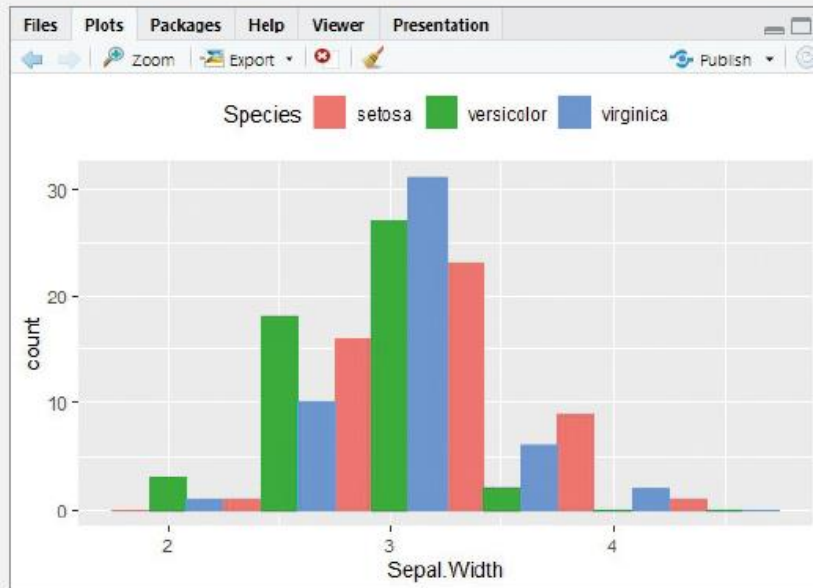 Files Plots Packages Help Viewer Presentation
Zoom Export Publish
Species setosa versicolor virginica
30
20
count
10
0
2 3 4
Sepal.Width